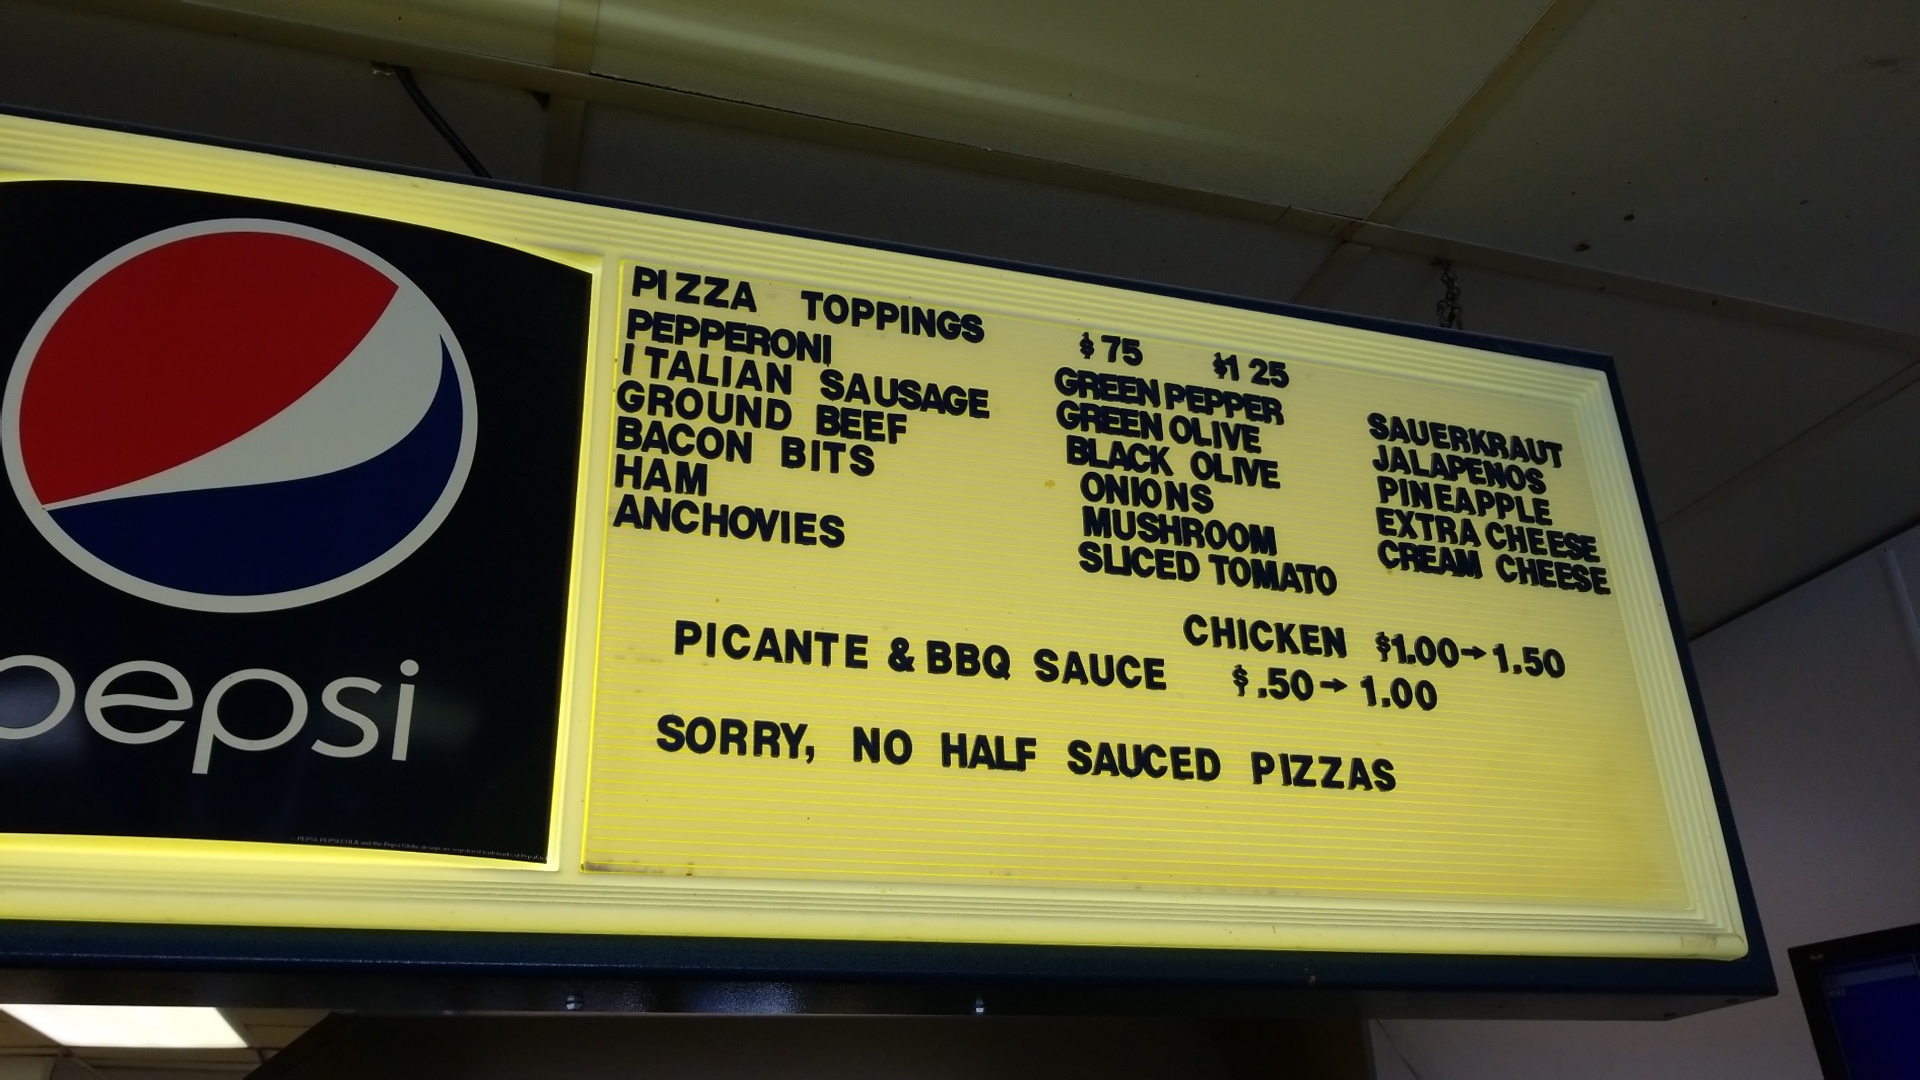 pepsi
PIZZA TOPPINGS $75 $1 25
PEPPERONI
ITALIAN SAUSAGE
GROUND BEEF
BACON BITS
HAM
ANCHOVIES
GREEN PEPPER
GREEN OLIVE
BLACK OLIVE
ONIONS
MUSHROOM
SLICED TOMATO
SAUERKRAUT
JALAPENOS
PINEAPPLE
EXTRA CHEESE
CREAM CHEESE
CHICKEN $1.00→1.50
PICANTE & BBQ SAUCE $.50→1.00
SORRY, NO HALF SAUCED PIZZAS